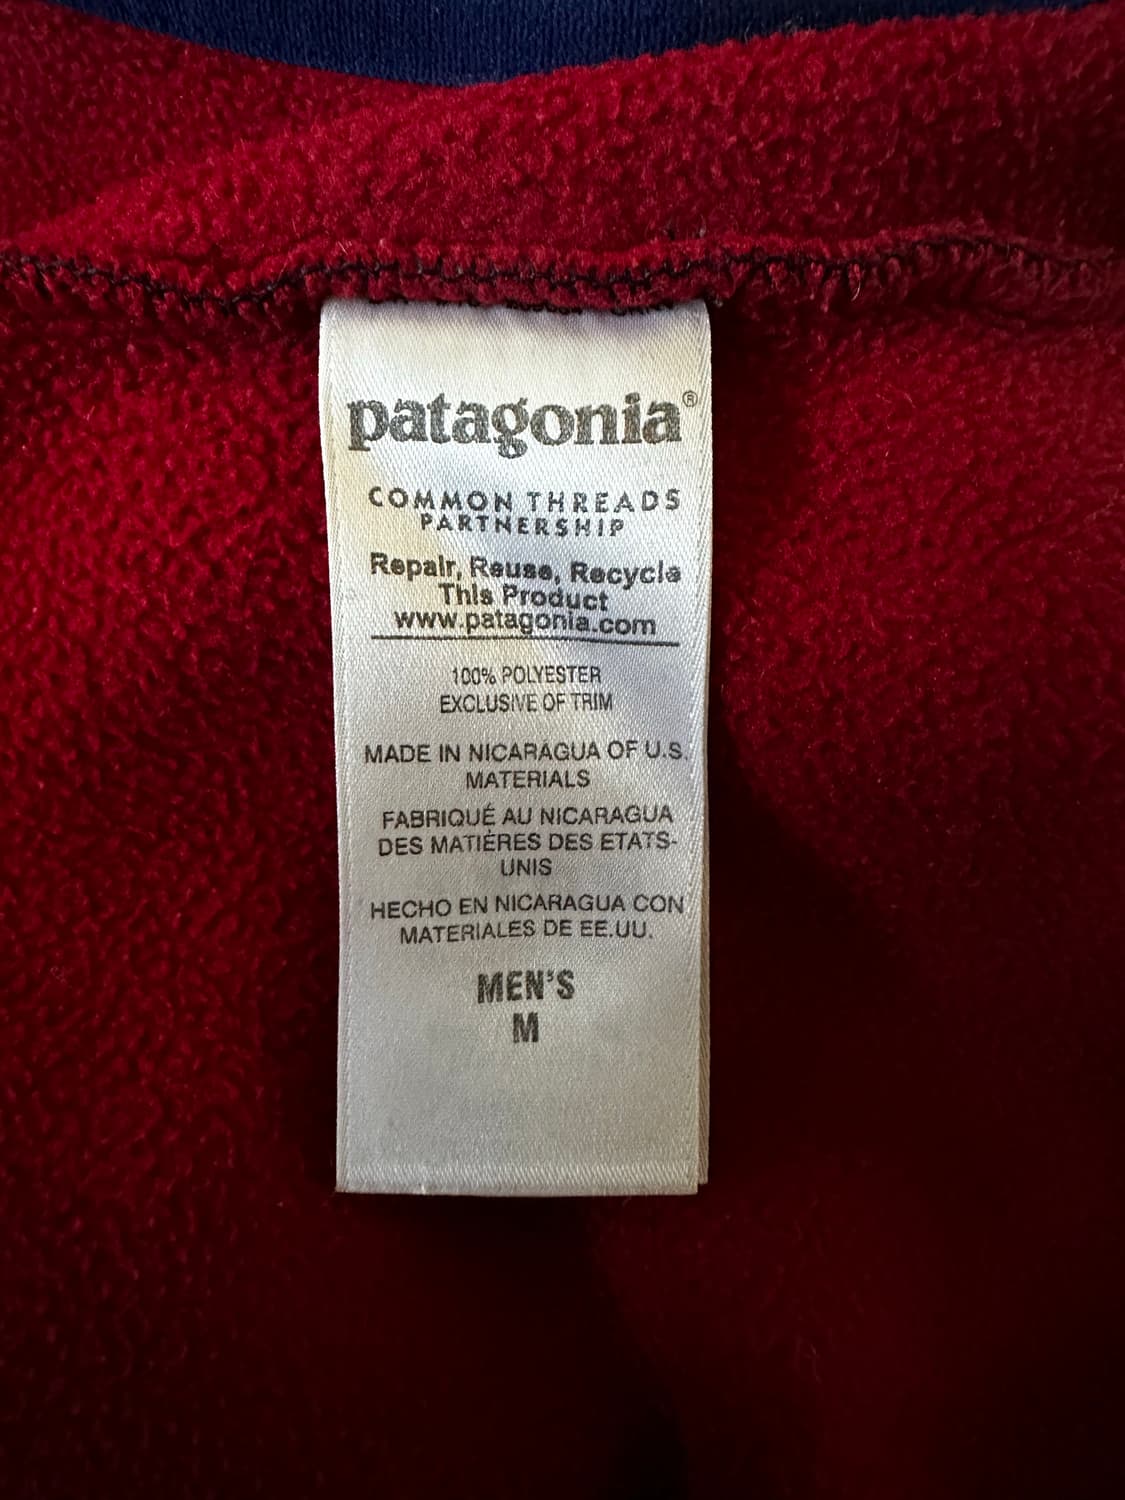 patagonia®
COMMON THREADS
PARTNERSHIP
Repair, Reuse, Recycle
This Product
www.patagonia.com
100% POLYESTER
EXCLUSIVE OF TRIM
MADE IN NICARAGUA OF U.S.
MATERIALS
FABRIQUÉ AU NICARAGUA
DES MATIÈRES DES ETATS-
UNIS
HECHO EN NICARAGUA CON
MATERIALES DE EE.UU.
MEN'S
M